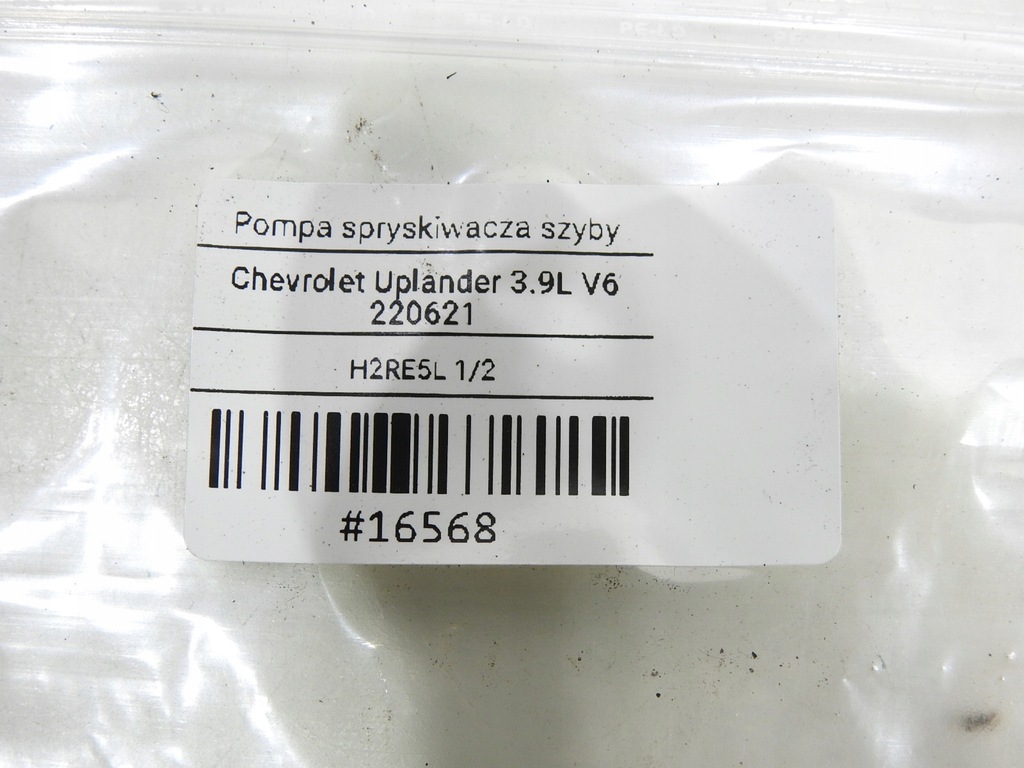 Pompa spryskiwacza szyby
Chevrolet Uplander 3.9L V6
220621
H2RE5L 1/2
#16568